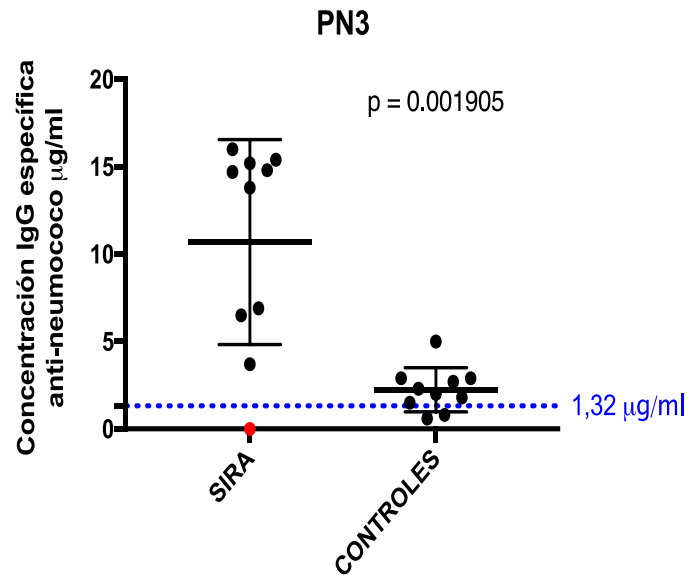 PN3
Concentración IgG específica
anti-neumococo µg/ml
20
15
10
5
0
p = 0.001905
1,32 µg/ml
SIRA
CONTROLES